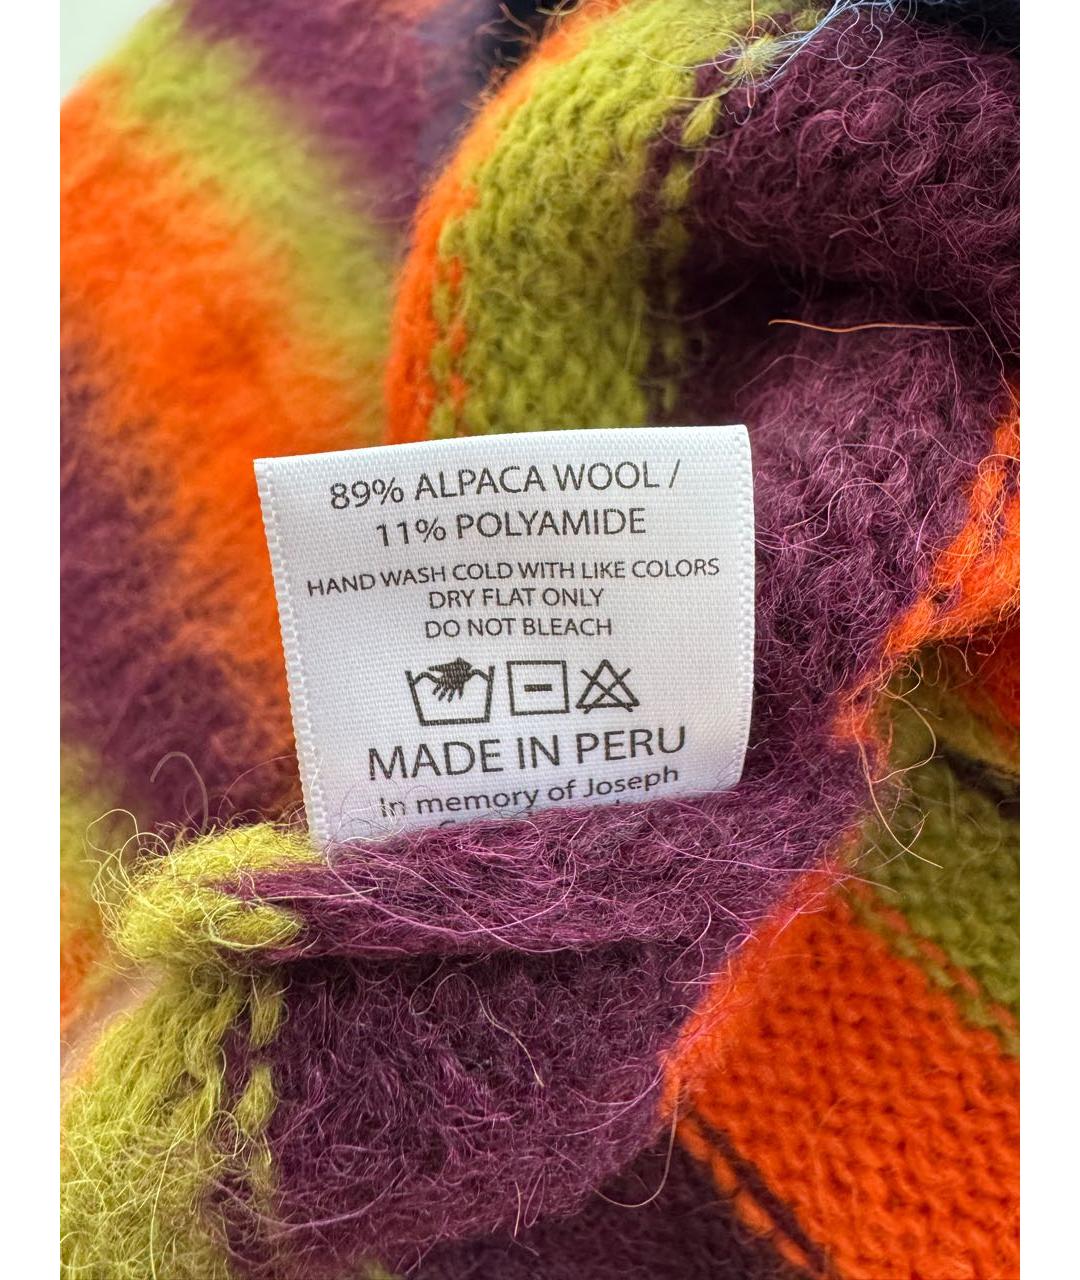 89% ALPACA WOOL /
11% POLYAMIDE
HAND WASH COLD WITH LIKE COLORS
DRY FLAT ONLY
DO NOT BLEACH
MADE IN PERU
In memory of Joseph